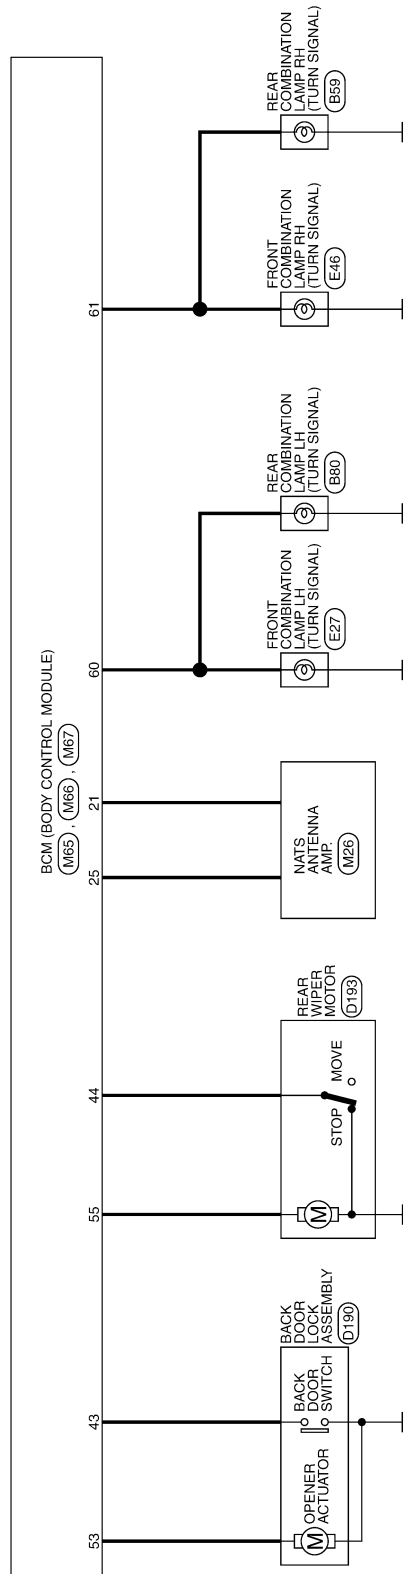 BCM (BODY CONTROL MODULE)
M65 , M66 , M67
53
43
55
44
25
21
60
61
BACK
DOOR
LOCK
ASSEMBLY
D190
OPENER
ACTUATOR
M
BACK
DOOR
SWITCH
REAR
WIPER
MOTOR
D193
M
STOP
MOVE
NATS
ANTENNA
AMP.
M26
FRONT
COMBINATION
LAMP LH
(TURN SIGNAL)
E27
REAR
COMBINATION
LAMP LH
(TURN SIGNAL)
B80
FRONT
COMBINATION
LAMP RH
(TURN SIGNAL)
E46
REAR
COMBINATION
LAMP RH
(TURN SIGNAL)
B59